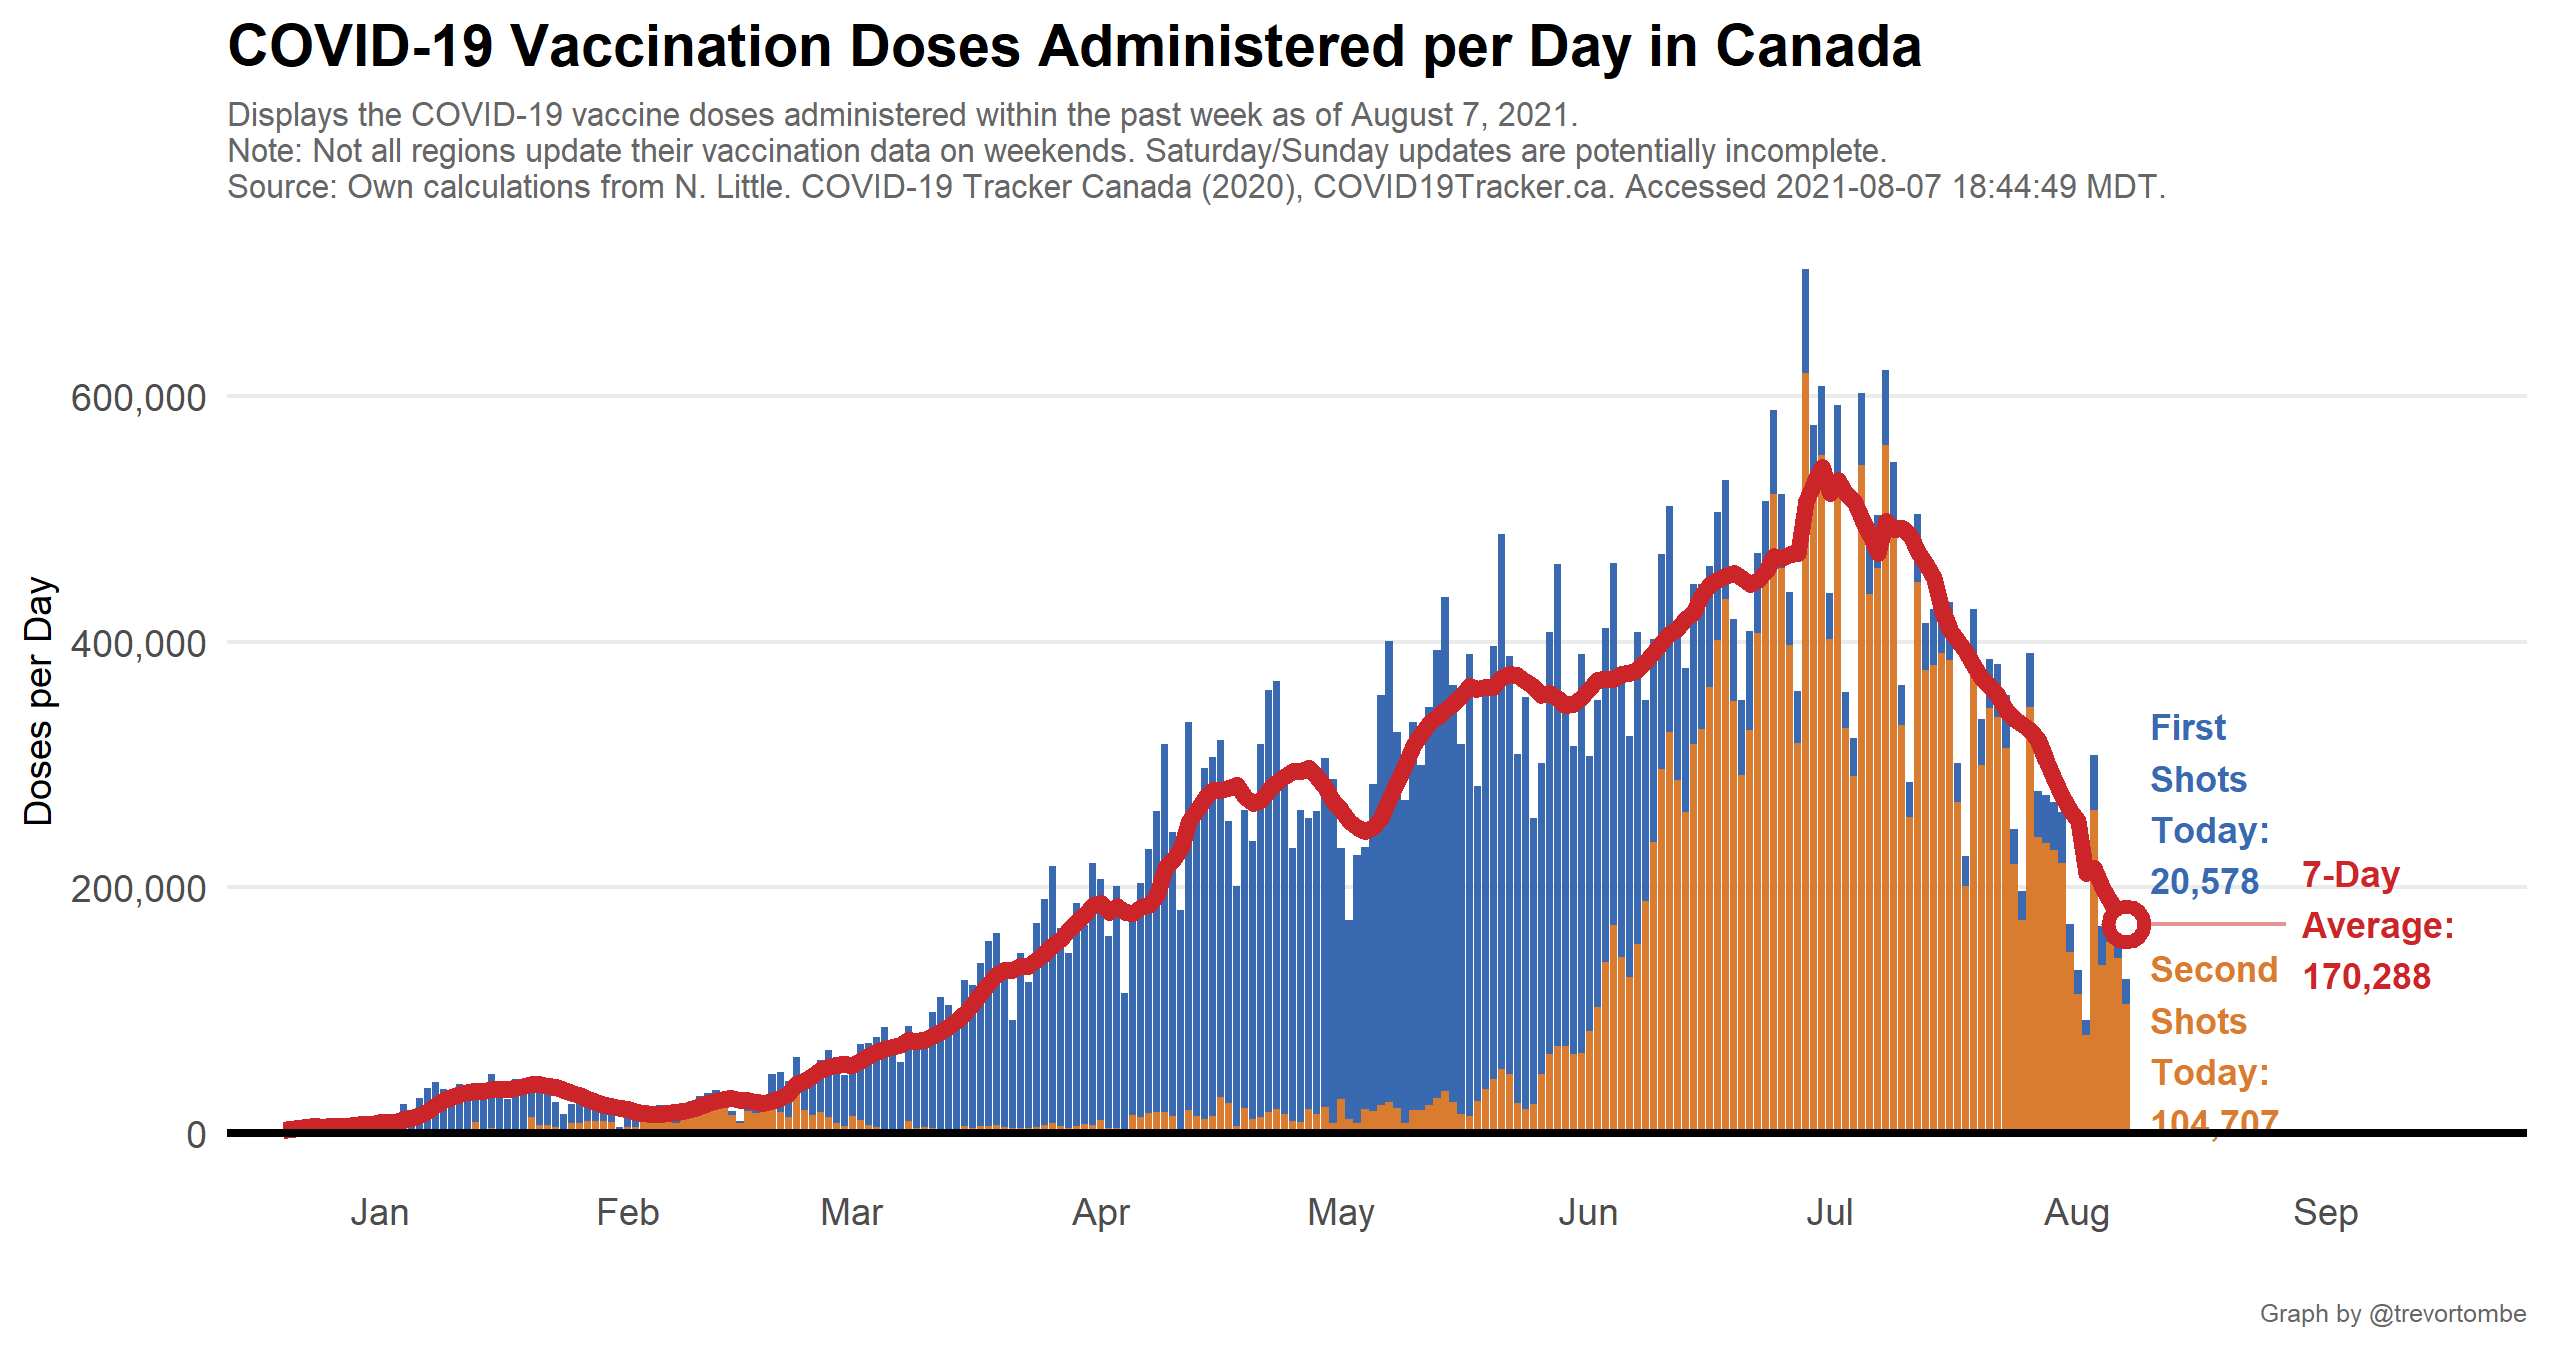 COVID-19 Vaccination Doses Administered per Day in Canada
Displays the COVID-19 vaccine doses administered within the past week as of August 7, 2021.
Note: Not all regions update their vaccination data on weekends. Saturday/Sunday updates are potentially incomplete.
Source: Own calculations from N. Little. COVID-19 Tracker Canada (2020), COVID19Tracker.ca. Accessed 2021-08-07 18:44:49 MDT.
Doses per Day
600,000
400,000
200,000
0
First
Shots
Today:
20,578
7-Day
Average:
170,288
Second
Shots
Today:
104,707
Jan
Feb
Mar
Apr
May
Jun
Jul
Aug
Sep
Graph by @trevortombe